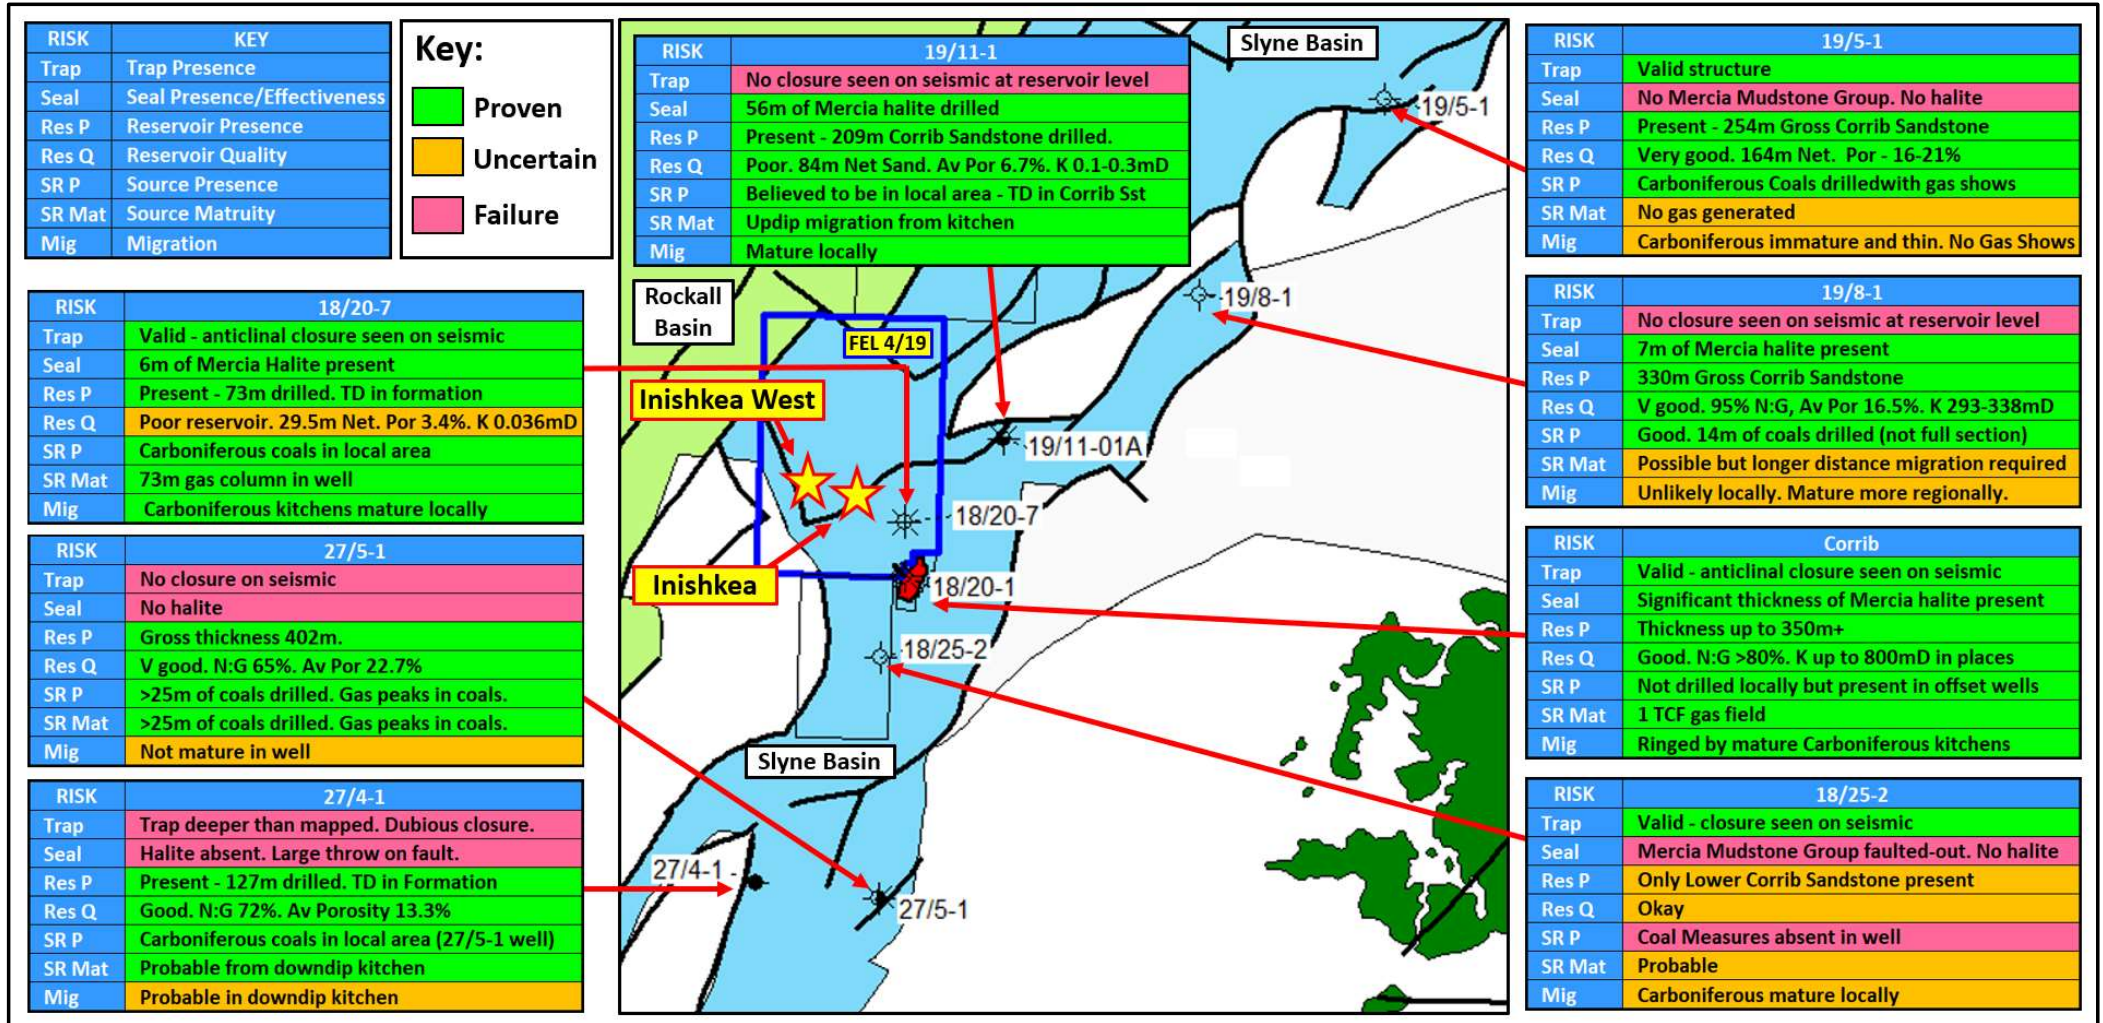 RISK KEY
Trap Trap Presence
Seal Seal Presence/Effectiveness
Res P Reservoir Presence
Res Q Reservoir Quality
SR P Source Presence
SR Mat Source Matruity
Mig Migration
Key:
Proven
Uncertain
Failure
RISK 18/20-7
Trap Valid - anticlinal closure seen on seismic
Seal 6m of Mercia Halite present
Res P Present - 73m drilled. TD in formation
Res Q Poor reservoir. 29.5m Net. Por 3.4%. K 0.036mD
SR P Carboniferous coals in local area
SR Mat 73m gas column in well
Mig Carboniferous kitchens mature locally
RISK 27/5-1
Trap No closure on seismic
Seal No halite
Res P Gross thickness 402m.
Res Q V good. N:G 65%. Av Por 22.7%
SR P >25m of coals drilled. Gas peaks in coals.
SR Mat >25m of coals drilled. Gas peaks in coals.
Mig Not mature in well
RISK 27/4-1
Trap Trap deeper than mapped. Dubious closure.
Seal Halite absent. Large throw on fault.
Res P Present - 127m drilled. TD in Formation
Res Q Good. N:G 72%. Av Porosity 13.3%
SR P Carboniferous coals in local area (27/5-1 well)
SR Mat Probable from downdip kitchen
Mig Probable in downdip kitchen
RISK 19/11-1
Trap No closure seen on seismic at reservoir level
Seal 56m of Mercia halite drilled
Res P Present - 209m Corrib Sandstone drilled.
Res Q Poor. 84m Net Sand. Av Por 6.7%. K 0.1-0.3mD
SR P Believed to be in local area - TD in Corrib Sst
SR Mat Updip migration from kitchen
Mig Mature locally
Slyne Basin
19/5-1
Rockall
Basin
19/8-1
FEL 4/19
Inishkea West
19/11-01A
18/20-7
Inishkea
18/20-1
18/25-2
Slyne Basin
27/4-1
27/5-1
RISK 19/5-1
Trap Valid structure
Seal No Mercia Mudstone Group. No halite
Res P Present - 254m Gross Corrib Sandstone
Res Q Very good. 164m Net. Por - 16-21%
SR P Carboniferous Coals drilledwith gas shows
SR Mat No gas generated
Mig Carboniferous immature and thin. No Gas Shows
RISK 19/8-1
Trap No closure seen on seismic at reservoir level
Seal 7m of Mercia halite present
Res P 330m Gross Corrib Sandstone
Res Q V good. 95% N:G, Av Por 16.5%. K 293-338mD
SR P Good. 14m of coals drilled (not full section)
SR Mat Possible but longer distance migration required
Mig Unlikely locally. Mature more regionally.
RISK Corrib
Trap Valid - anticlinal closure seen on seismic
Seal Significant thickness of Mercia halite present
Res P Thickness up to 350m+
Res Q Good. N:G >80%. K up to 800mD in places
SR P Not drilled locally but present in offset wells
SR Mat 1 TCF gas field
Mig Ringed by mature Carboniferous kitchens
RISK 18/25-2
Trap Valid - closure seen on seismic
Seal Mercia Mudstone Group faulted-out. No halite
Res P Only Lower Corrib Sandstone present
Res Q Okay
SR P Coal Measures absent in well
SR Mat Probable
Mig Carboniferous mature locally